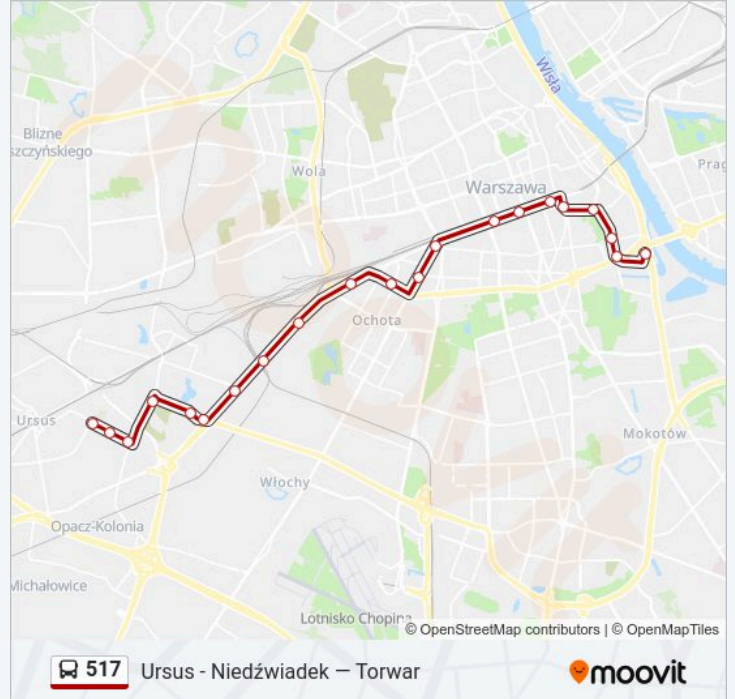 Wisła
Blizne
szczyńskiego
Wola
Prag
Warszawa
Ochota
Ursus
Mokotów
Włochy
Opacz-Kolonia
Michałowice
Lotnisko Chopina
© OpenStreetMap contributors | © OpenMapTiles
517 Ursus - Niedźwiadek — Torwar
moovit